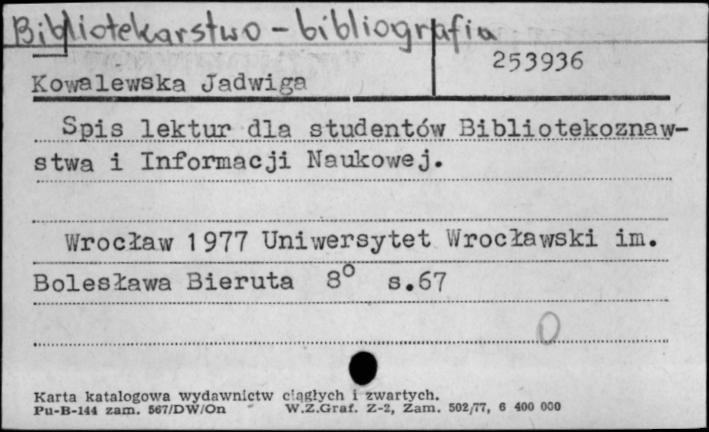 Bibliotekarstwo - bibliografia
253936
Kowalewska Jadwiga
Spis lektur dla studentów Bibliotekoznaw-
stwa i Informacji Naukowej.
Wrocław 1977 Uniwersytet Wrocławski im.
Bolesława Bieruta 8° s.67
0
Karta katalogowa wydawnictw ciągłych i zwartych.
Pu-B-144 zam. 567/DW/On W.Z.Graf. Z-2, Zam. 502/77, 6 400 000